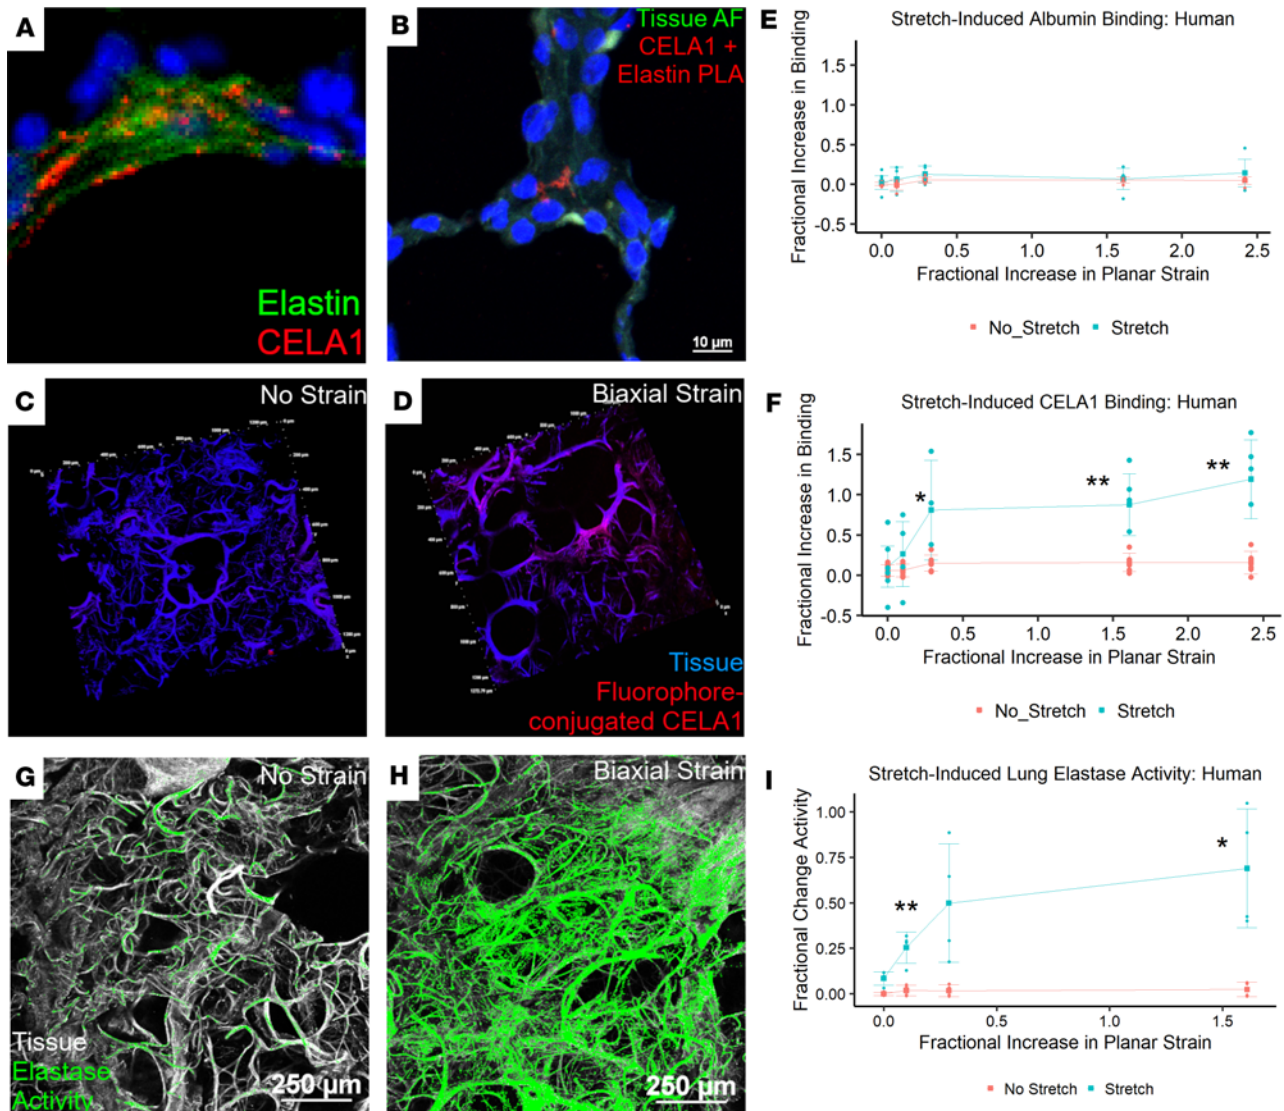 A
Elastin
CELA1
B
Tissue AF
CELA1 +
Elastin PLA
10 μm
E
Stretch-Induced Albumin Binding: Human
Fractional Increase in Binding
1.5
1.0
0.5
0.0
-0.5
0.0 0.5 1.0 1.5 2.0 2.5
Fractional Increase in Planar Strain
No_Stretch Stretch
C
No Strain
D
Biaxial Strain
Tissue
Fluorophore-
conjugated CELA1
F
Stretch-Induced CELA1 Binding: Human
Fractional Increase in Binding
1.5
1.0
0.5
0.0
-0.5
* ** **
0.0 0.5 1.0 1.5 2.0 2.5
Fractional Increase in Planar Strain
No_Stretch Stretch
G
No Strain
Tissue
Elastase
Activity
250 μm
H
Biaxial Strain
250 μm
I
Stretch-Induced Lung Elastase Activity: Human
Fractional Change Activity
1.00
0.75
0.50
0.25
0.00
** *
0.0 0.5 1.0 1.5
Fractional Increase in Planar Strain
No Stretch Stretch